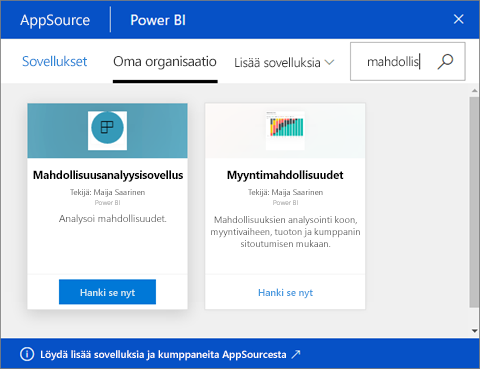 AppSource Power BI
Sovellukset Oma organisaatio Lisää sovelluksia mahdollis
Mahdollisuusanalyysisovellus
Tekijä: Maija Saarinen
Power BI
Analysoi mahdollisuudet.
Hanki se nyt
Myyntimahdollisuudet
Tekijä: Maija Saarinen
Power BI
Mahdollisuuksien analysointi koon,
myyntivaiheen, tuoton ja kumppanin
sitoutumisen mukaan.
Hanki se nyt
Löydä lisää sovelluksia ja kumppaneita AppSourcesta